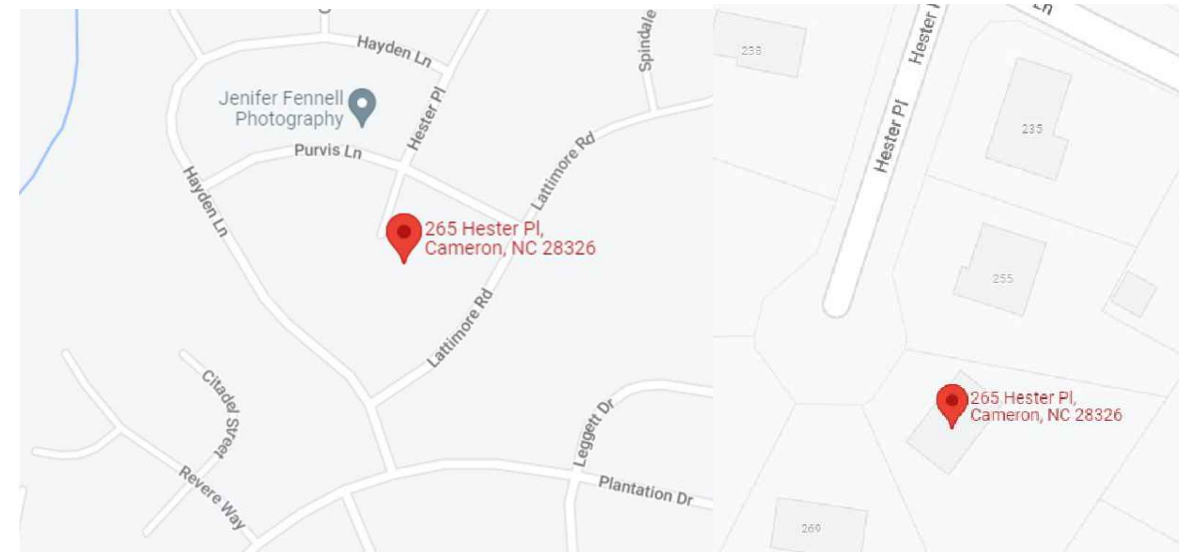 Hayden Ln
Spindale
Jenifer Fennell
Photography
Hester Pl
Purvis Ln
Lattimore Rd
Hayden Ln
265 Hester Pl,
Cameron, NC 28326
Lattimore Rd
Citadel Street
Leggett Dr
Revere Way
Plantation Dr
Ln
Hester
238
Hester Pl
235
255
265 Hester Pl,
Cameron, NC 28326
269